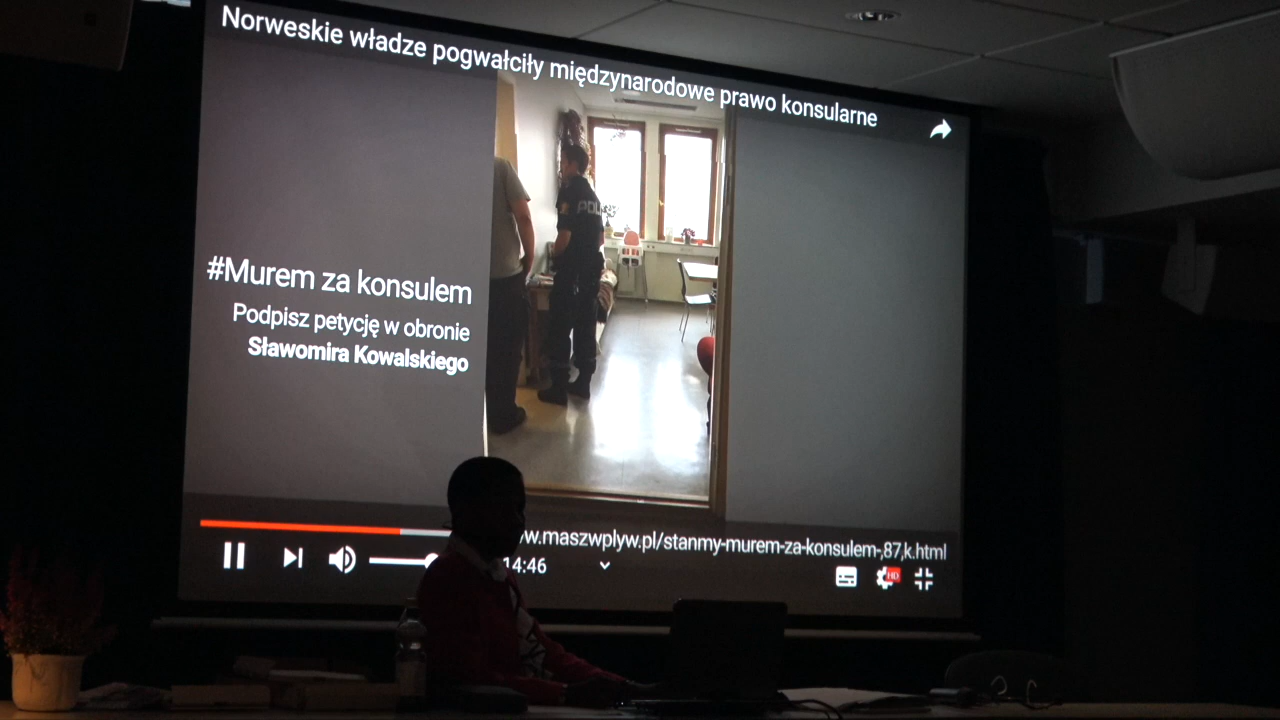 Norweskie władze pogwałciły międzynarodowe prawo konsularne
#Murem za konsulem
Podpisz petycję w obronie
Sławomira Kowalskiego
w.maszwplyw.pl/stanmy-murem-za-konsulem-,87,k.html
14:46
HD